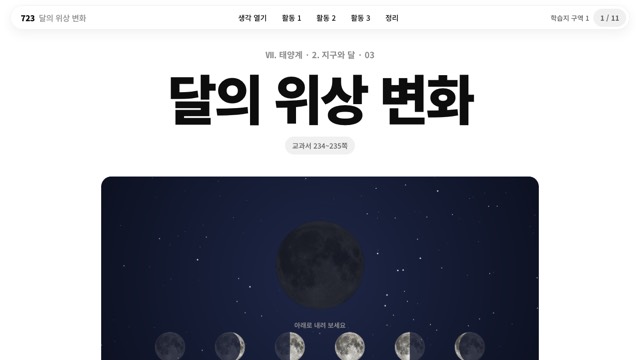 723 달의 위상 변화
생각 열기 활동 1 활동 2 활동 3 정리
학습지 구역 1 1 / 11
Ⅶ. 태양계 · 2. 지구와 달 · 03
달의 위상 변화
교과서 234~235쪽
아래로 내려 보세요